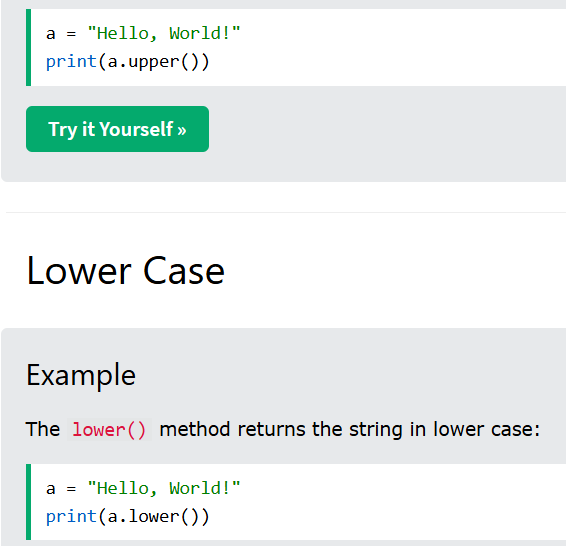 a = "Hello, World!"
print(a.upper())
Try it Yourself »
Lower Case
Example
The lower() method returns the string in lower case:
a = "Hello, World!"
print(a.lower())